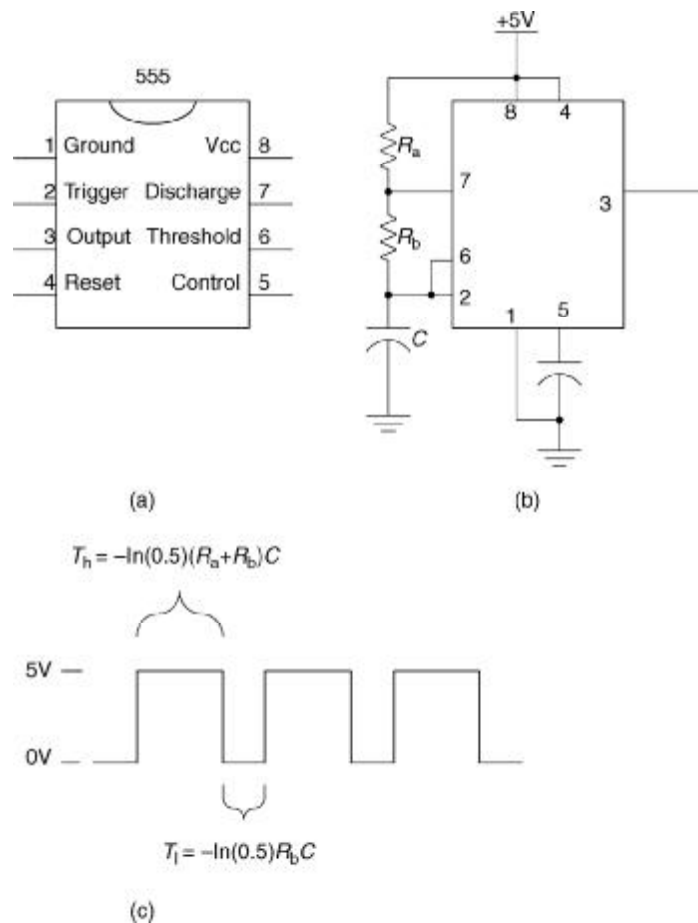 555
1 Ground Vcc 8
2 Trigger Discharge 7
3 Output Threshold 6
4 Reset Control 5
(a)
+5V
8 4
Ra
7
3
Rb
6
2
1 5
C
(b)
Th = –ln(0.5)(Ra+Rb)C
5V
0V
Tl = –ln(0.5)RbC
(c)